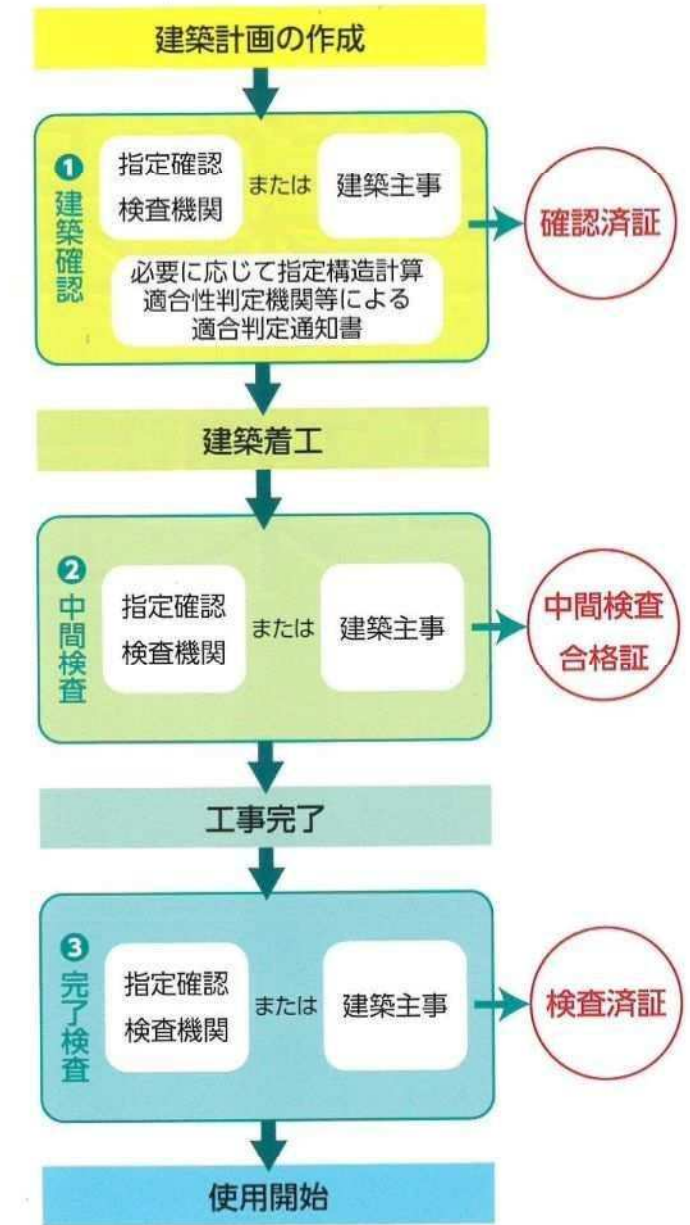 建築計画の作成
❶建築確認
指定確認
検査機関
または
建築主事
確認済証
必要に応じて指定構造計算
適合性判定機関等による
適合判定通知書
建築着工
❷中間検査
指定確認
検査機関
または
建築主事
中間検査
合格証
工事完了
❸完了検査
指定確認
検査機関
または
建築主事
検査済証
使用開始